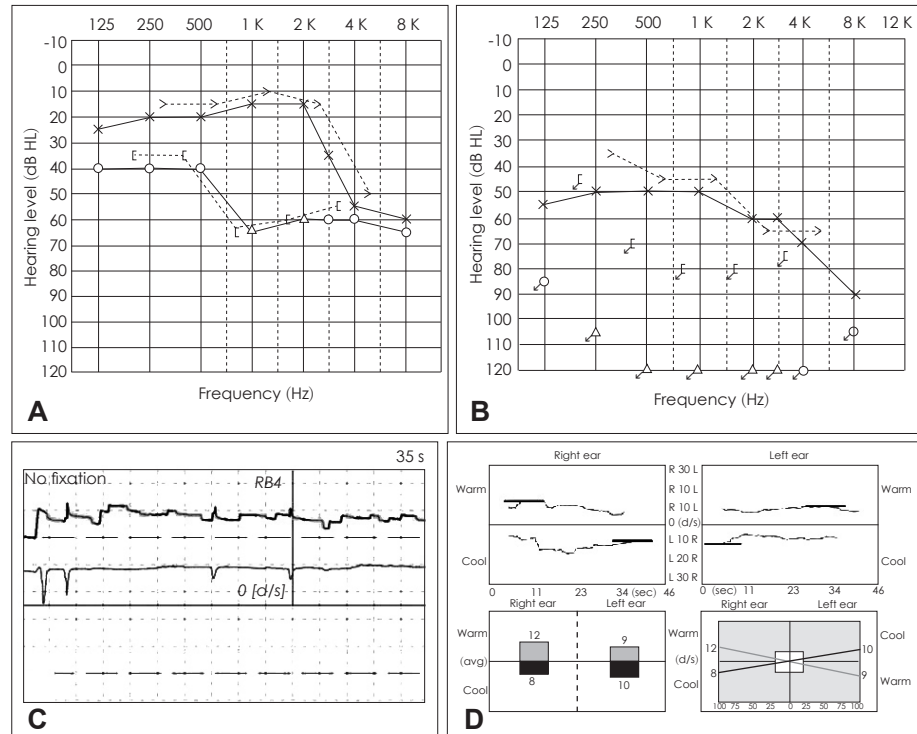 125 250 500 1 K 2 K 4 K 8 K
-10
0
10
20
30
40
50
60
70
80
90
100
110
120
Hearing level (dB HL)
Frequency (Hz)
A
125 250 500 1 K 2 K 4 K 8 K 12 K
-10
0
10
20
30
40
50
60
70
80
90
100
110
120
Hearing level (dB HL)
Frequency (Hz)
B
35 s
No fixation
RB4
0 [d/s]
C
Right ear Left ear
Warm R 30 L Warm
R 10 L
R 10 L
0 (d/s)
L 10 R
Cool L 20 R Cool
L 30 R
0 11 23 34 (sec) 46
0 (sec) 11 23 34 46
Right ear Left ear
Warm 12 9 Warm
(avg) (d/s)
Cool 8 10 Cool
Right ear Left ear
12 10 Cool
8 9 Warm
100 75 50 25 0 25 50 75 100
D